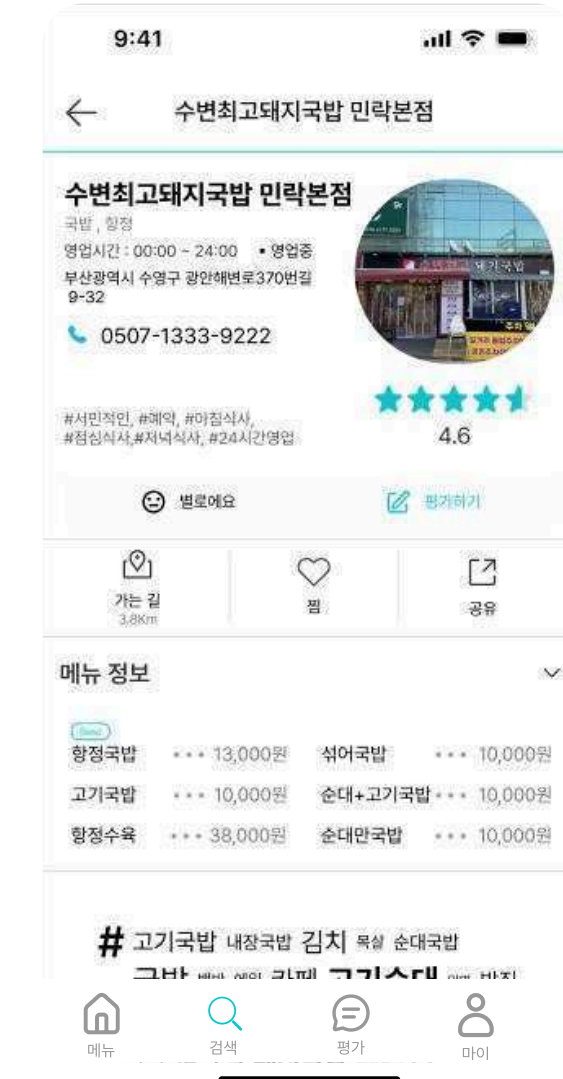 9:41
수변최고돼지국밥 민락본점
수변최고돼지국밥 민락본점
국밥 , 항정
영업시간 : 00:00 ~ 24:00 • 영업중
부산광역시 수영구 광안해변로370번길
9-32
0507-1333-9222
#서민적인, #예약, #아침식사,
#점심식사,#저녁식사, #24시간영업
4.6
별로에요 평가하기
가는 길 찜 공유
3.8Km
메뉴 정보
Best
항정국밥 • • • 13,000원 섞어국밥 • • • 10,000원
고기국밥 • • • 10,000원 순대+고기국밥 • • • 10,000원
항정수육 • • • 38,000원 순대만국밥 • • • 10,000원
# 고기국밥 내장국밥 김치 목살 순대국밥
국밥 카페 고기순대
메뉴 검색 평가 마이